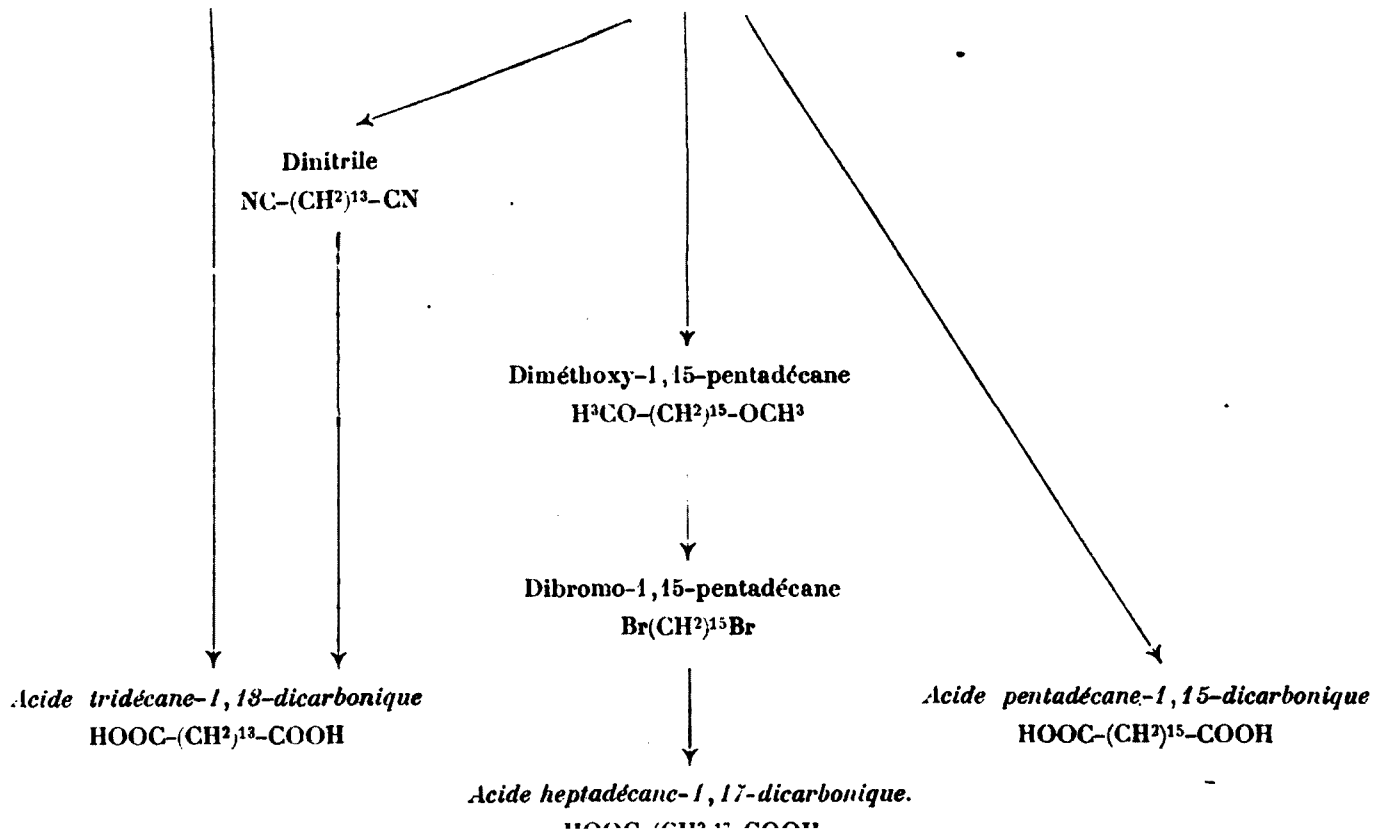 Dinitrile
NC–(CH²)¹³–CN
Diméthoxy-1,15-pentadécane
H³CO–(CH²)¹⁵–OCH³
Dibromo-1,15-pentadécane
Br(CH²)¹⁵Br
Acide tridécane-1,13-dicarbonique
HOOC–(CH²)¹³–COOH
Acide pentadécane-1,15-dicarbonique
HOOC–(CH²)¹⁵–COOH
Acide heptadécane-1,17-dicarbonique.